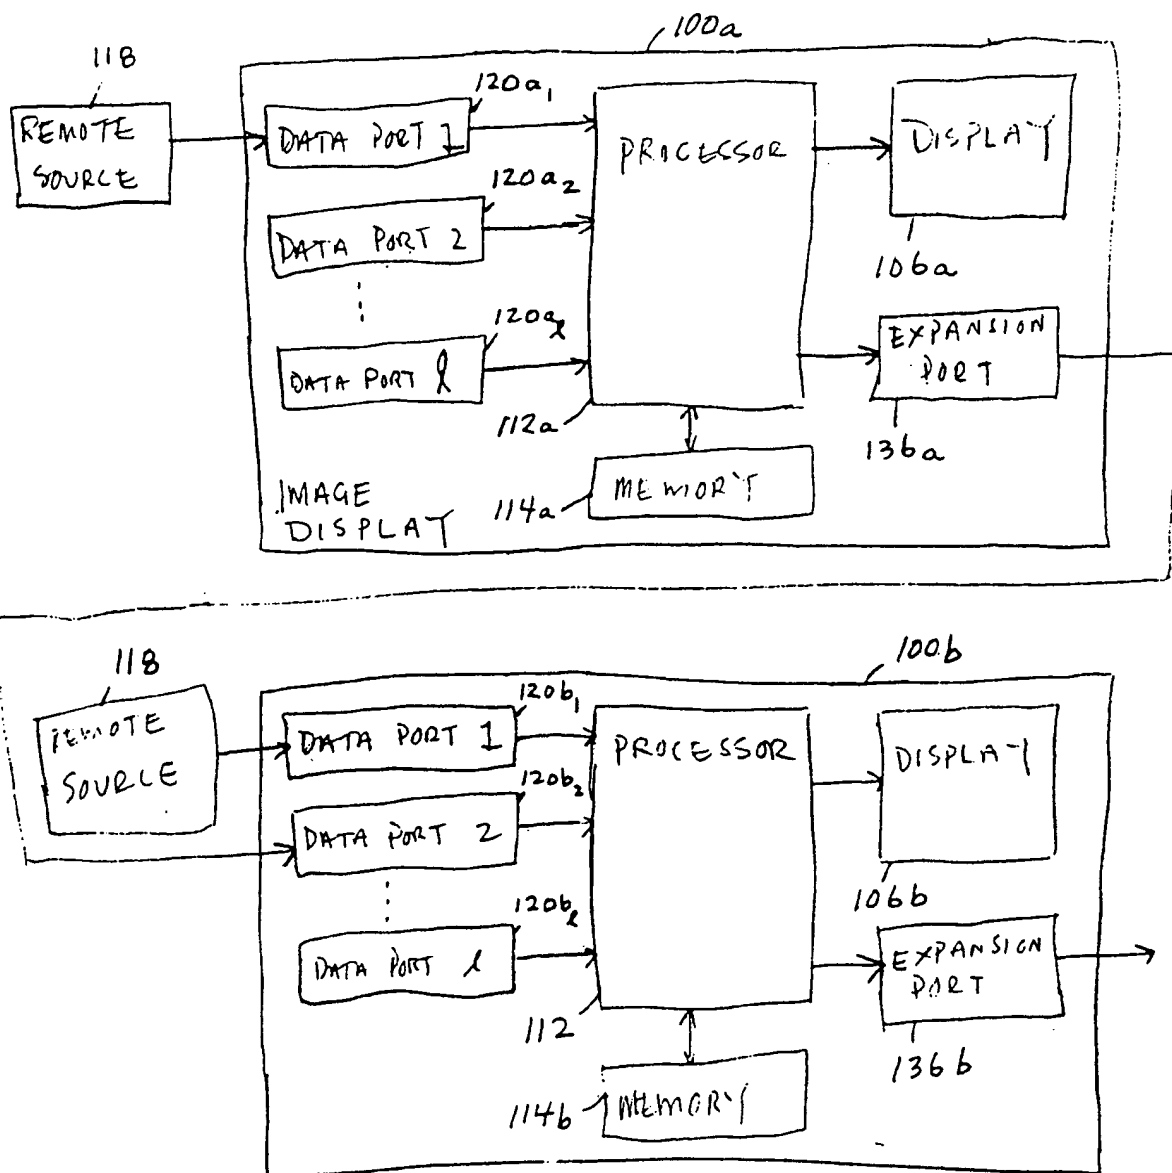 100a
118
REMOTE
SOURCE
120a1
DATA PORT 1
PROCESSOR
DISPLAY
120a2
DATA PORT 2
106a
120aℓ
DATA PORT ℓ
EXPANSION
PORT
112a
136a
MEMORY
114a
IMAGE
DISPLAY
118
100b
REMOTE
SOURCE
120b1
DATA PORT 1
PROCESSOR
DISPLAY
120b2
DATA PORT 2
106b
120bℓ
DATA PORT ℓ
EXPANSION
PORT
112
136b
MEMORY
114b